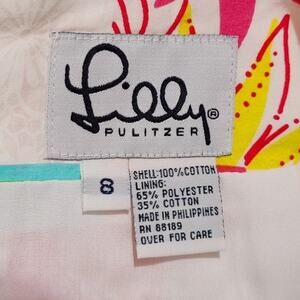 Lilly®
PULITZER
8
SHELL:100%COTTON
LINING:
65% POLYESTER
35% COTTON
MADE IN PHILIPPINES
RN 88189
OVER FOR CARE